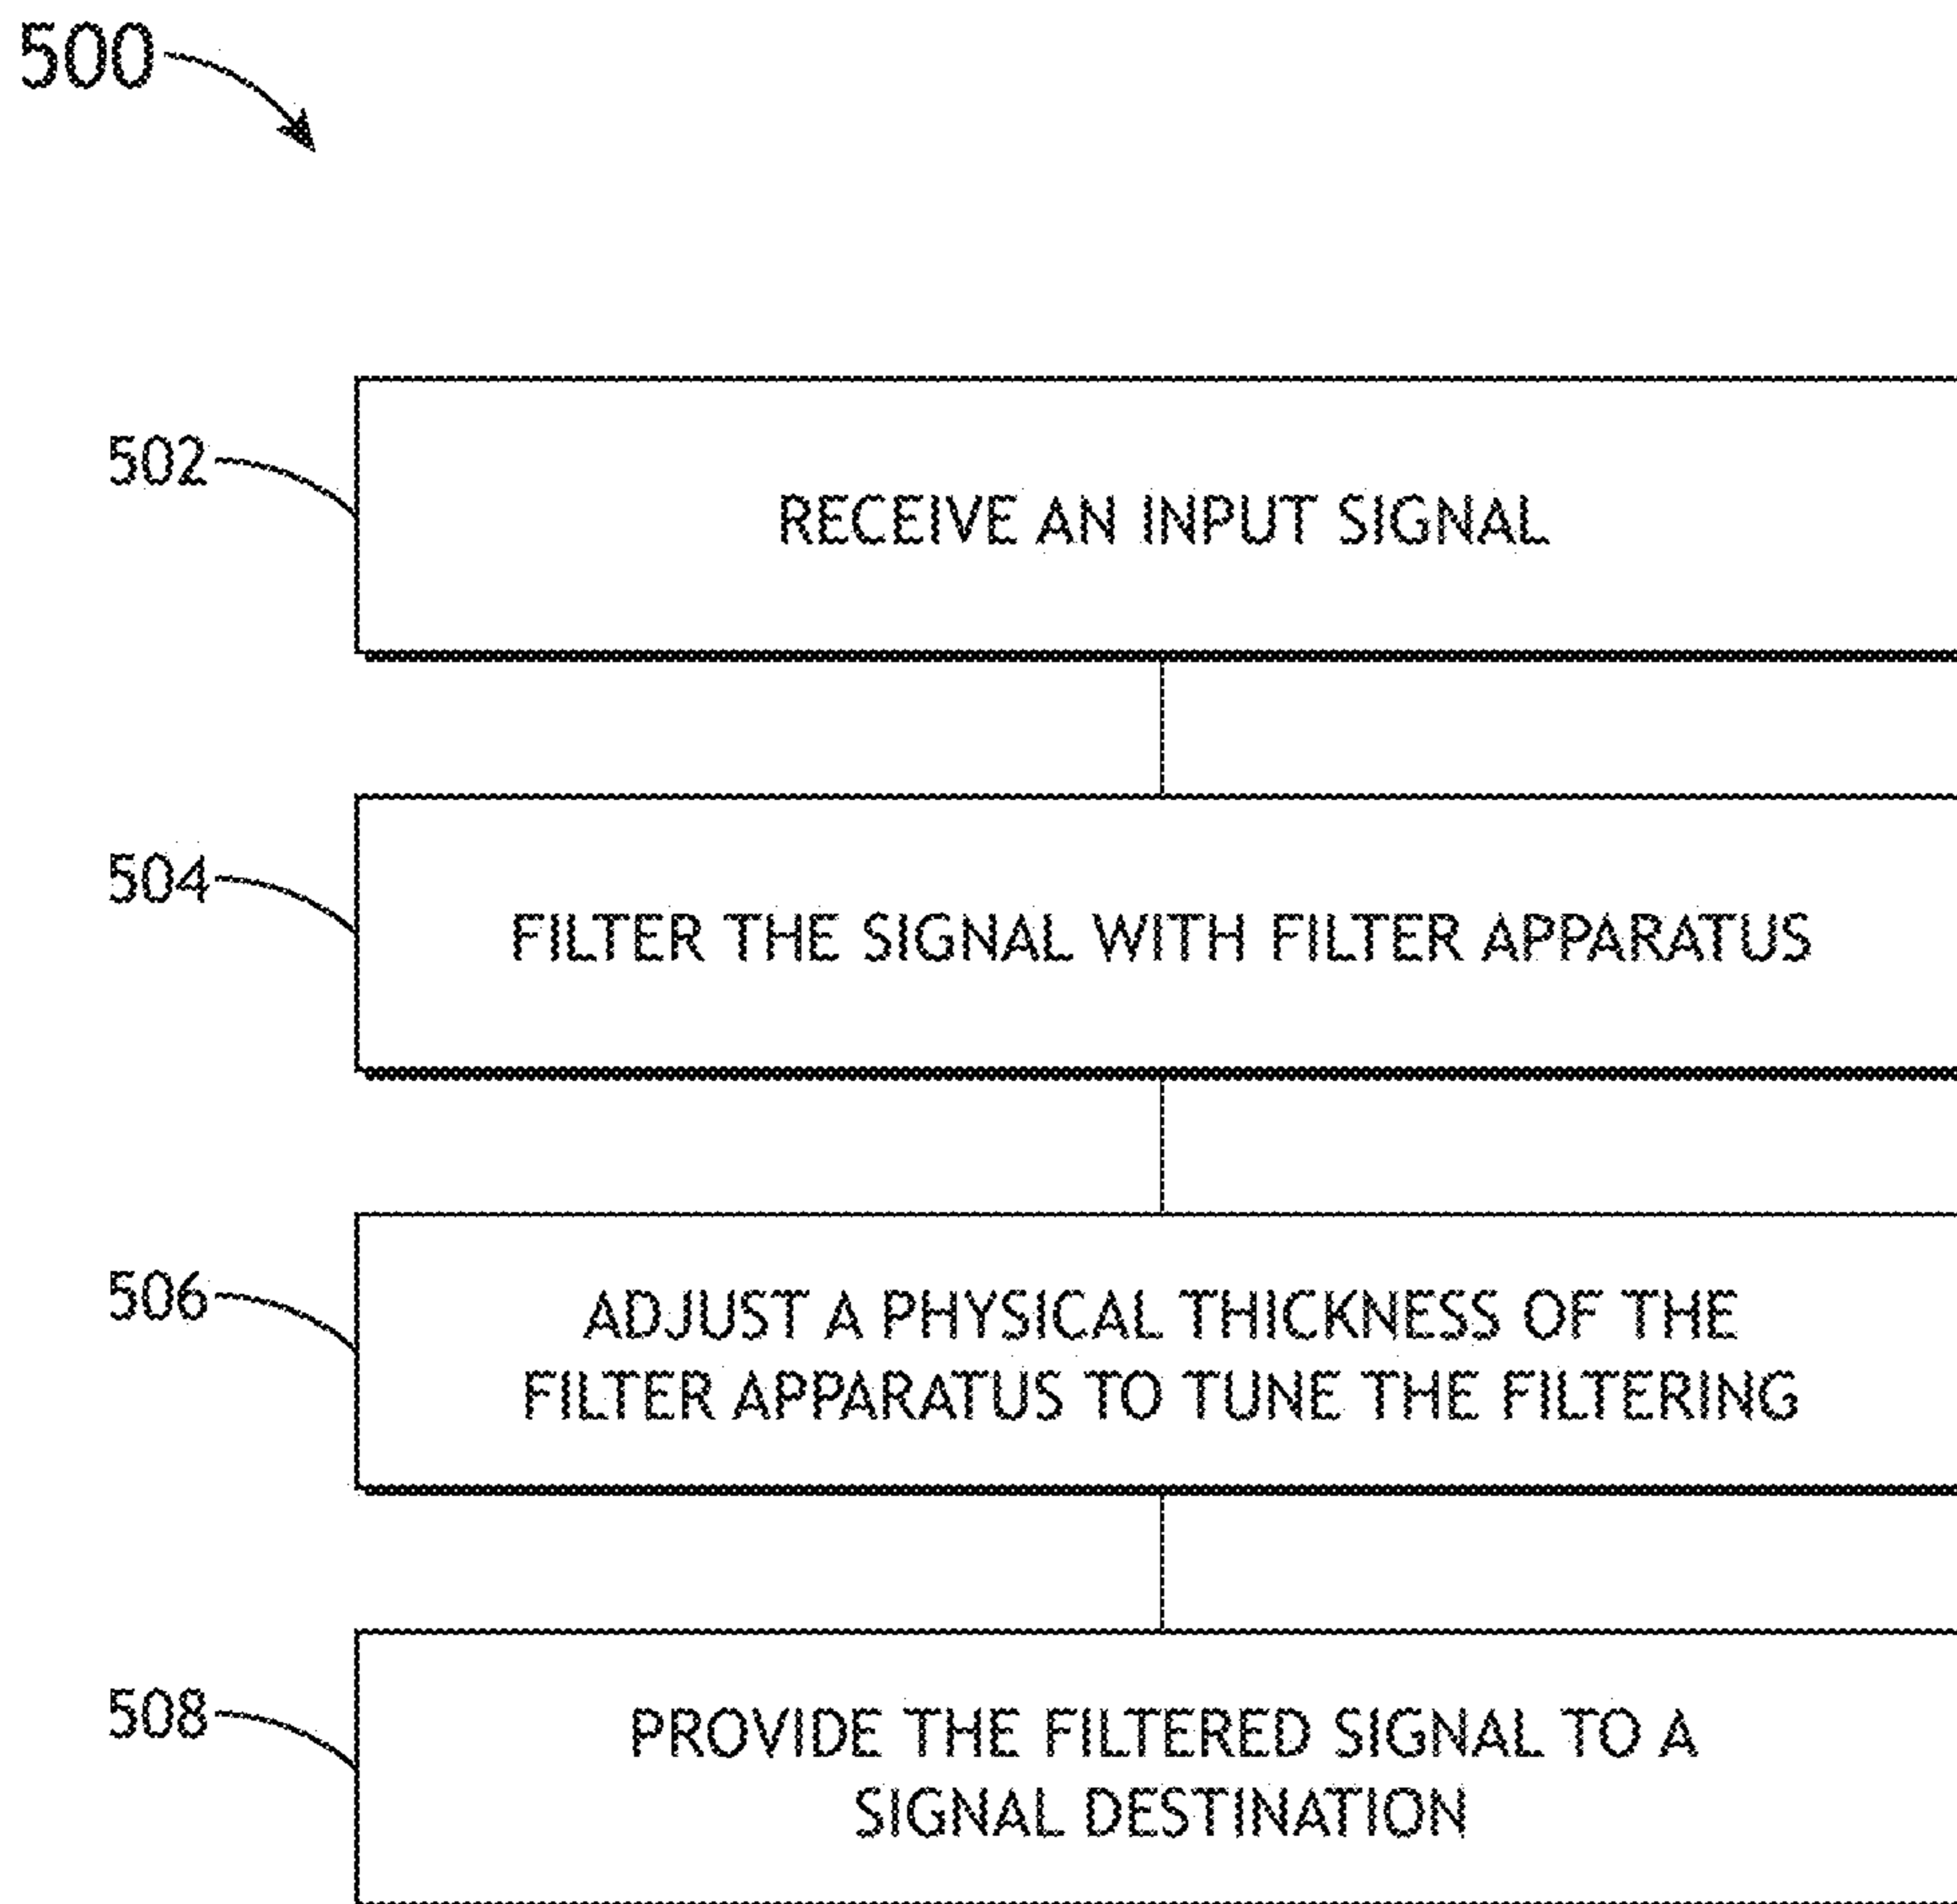 500
502
RECEIVE AN INPUT SIGNAL
504
FILTER THE SIGNAL WITH FILTER APPARATUS
506
ADJUST A PHYSICAL THICKNESS OF THE
FILTER APPARATUS TO TUNE THE FILTERING
508
PROVIDE THE FILTERED SIGNAL TO A
SIGNAL DESTINATION